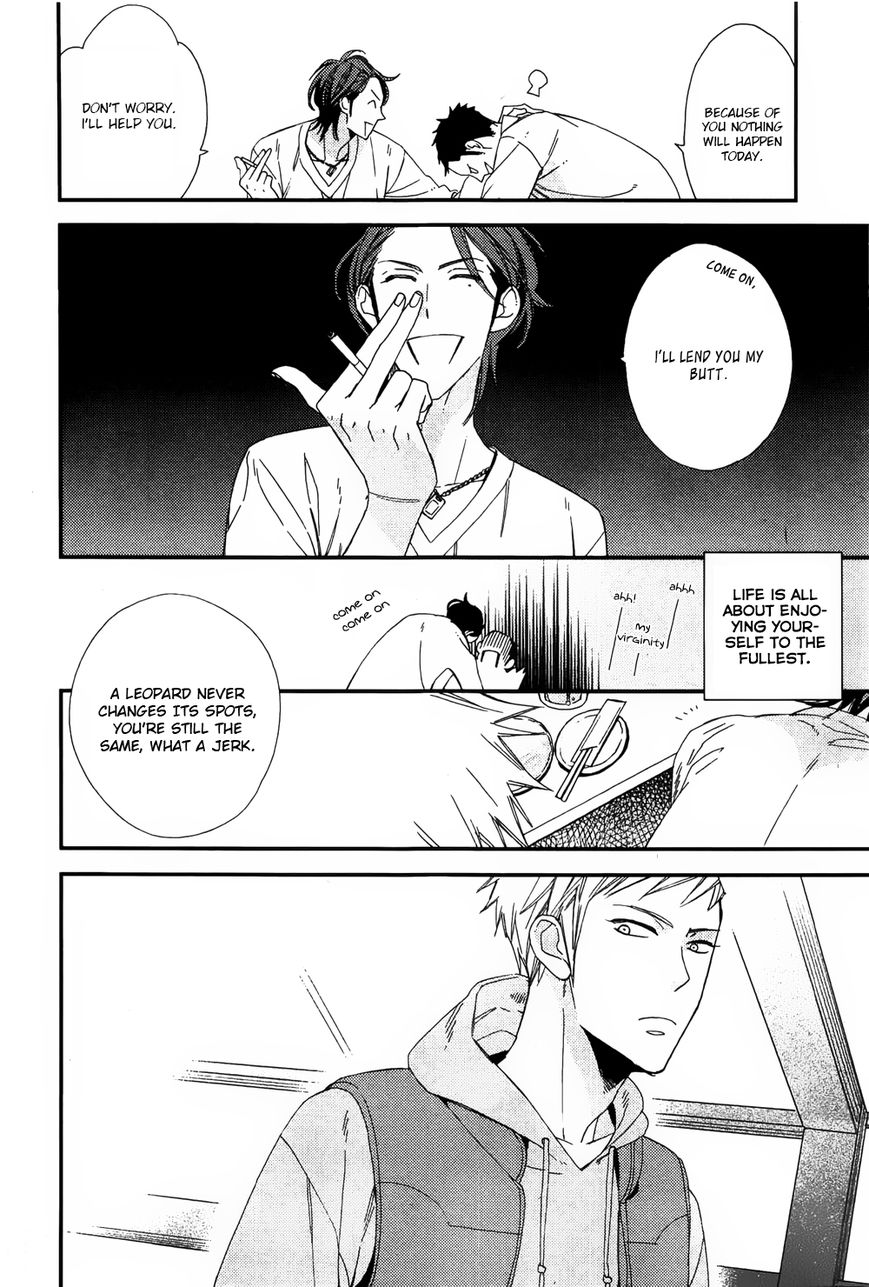 BECAUSE OF
YOU NOTHING
WILL HAPPEN
TODAY.
DON'T WORRY.
I'LL HELP YOU.
COME ON,
I'LL LEND YOU MY
BUTT.
LIFE IS ALL
ABOUT ENJO-
YING YOUR-
SELF TO THE
FULLEST.
ahhh
ahh!
my
virginity
come on
come on
A LEOPARD NEVER
CHANGES ITS SPOTS,
YOU'RE STILL THE
SAME, WHAT A JERK.